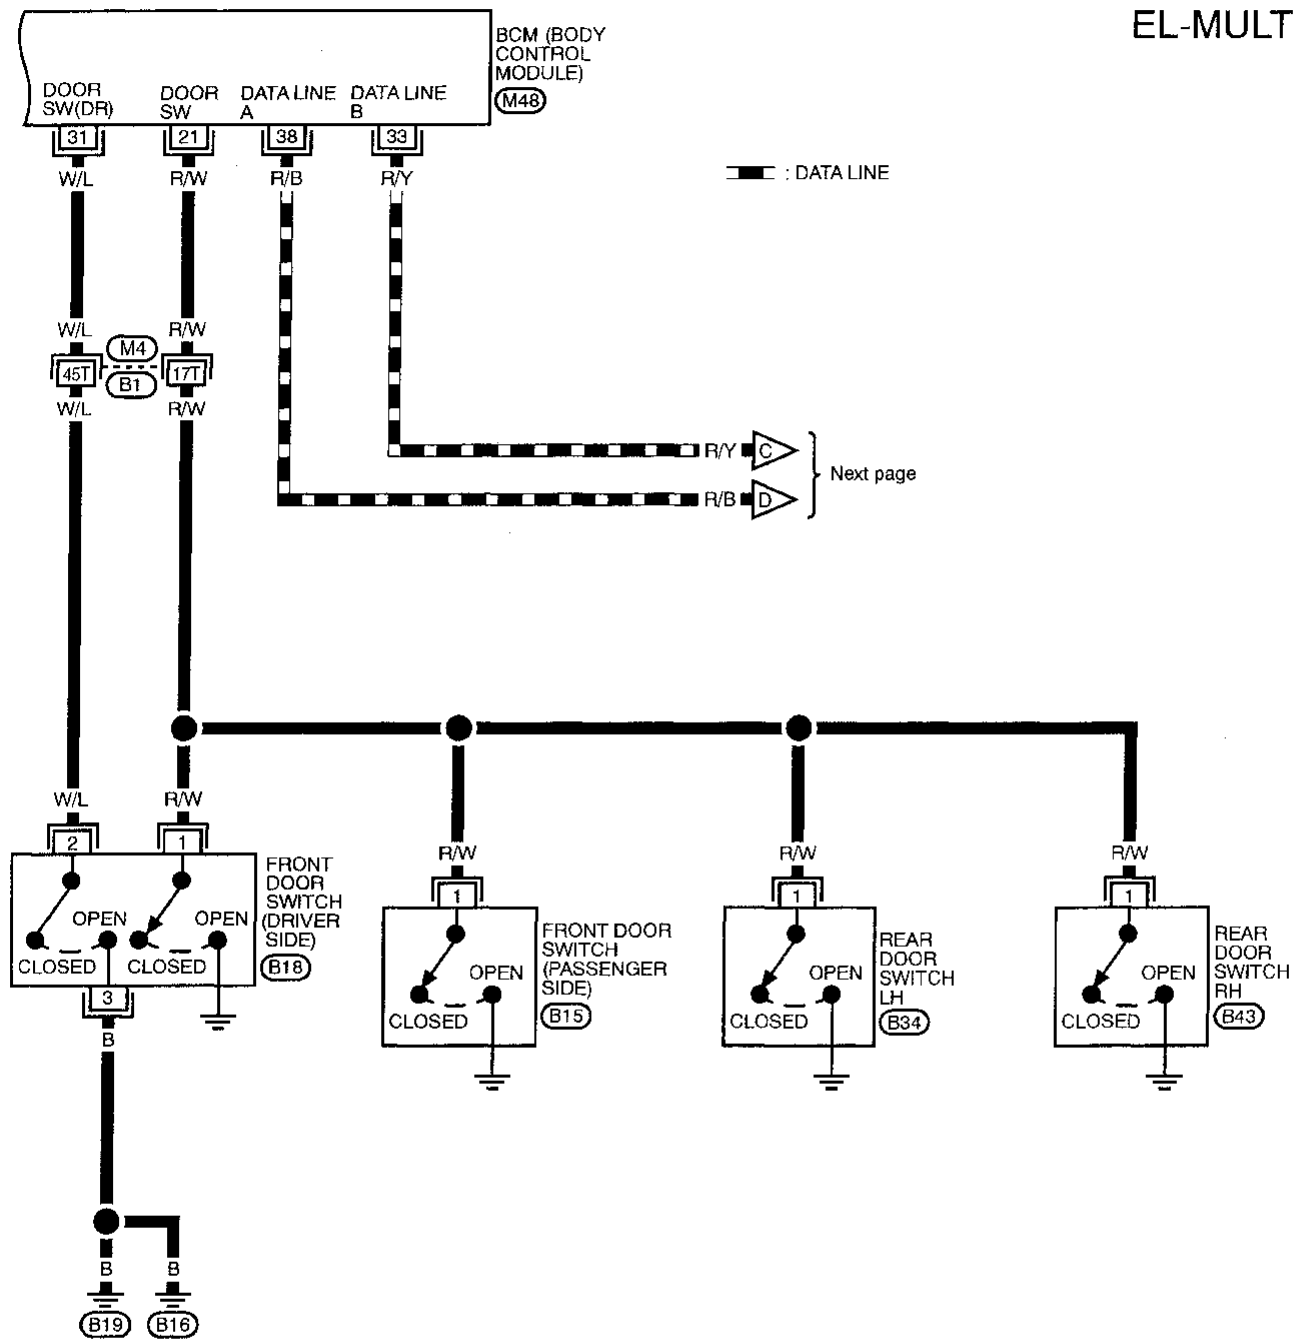 EL-MULT
BCM (BODY
CONTROL
MODULE)
M48
DOOR
SW(DR)
DOOR
SW
DATA LINE
A
DATA LINE
B
31
21
38
33
W/L
R/W
R/B
R/Y
: DATA LINE
W/L
R/W
M4
45T
17T
B1
W/L
R/W
R/Y
C
Next page
R/B
D
W/L
R/W
2
1
FRONT
DOOR
SWITCH
(DRIVER
SIDE)
B18
OPEN
OPEN
CLOSED
CLOSED
3
B
R/W
1
FRONT DOOR
SWITCH
(PASSENGER
SIDE)
B15
OPEN
CLOSED
R/W
1
REAR
DOOR
SWITCH
LH
B34
OPEN
CLOSED
R/W
1
REAR
DOOR
SWITCH
RH
B43
OPEN
CLOSED
B
B
B19
B16